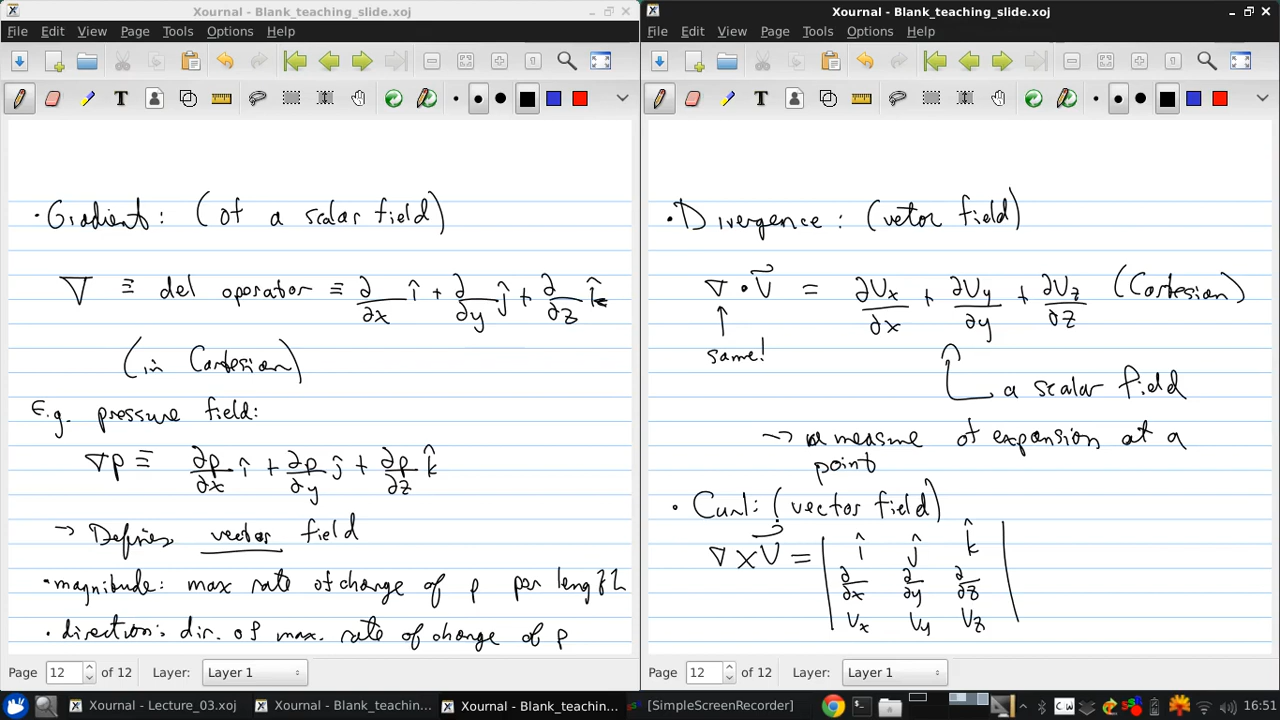 Xournal - Blank_teaching_slide.xoj
File Edit View Page Tools Options Help
· Gradient: (of a scalar field)
∇ ≡ del operator ≡ ∂/∂x î + ∂/∂y ĵ + ∂/∂z k̂
(in Cartesian)
E.g. pressure field:
∇p ≡ ∂p/∂x î + ∂p/∂y ĵ + ∂p/∂z k̂
→ Defines vector field
· magnitude: max rate of change of p per length
· direction: dir. of max. rate of change of p
Page 12 of 12 Layer: Layer 1
Xournal - Blank_teaching_slide.xoj
File Edit View Page Tools Options Help
· Divergence: (vector field)
∇ · V⃗ = ∂Vx/∂x + ∂Vy/∂y + ∂Vz/∂z (Cartesian)
same!
a scalar field
→ a measure of expansion at a
point
· Curl: (vector field)
∇ × V⃗ = | î ĵ k̂
∂/∂x ∂/∂y ∂/∂z
Vx Vy Vz |
Page 12 of 12 Layer: Layer 1
Xournal - Lecture_03.xoj Xournal - Blank_teachin... Xournal - Blank_teachin... [SimpleScreenRecorder] 16:51